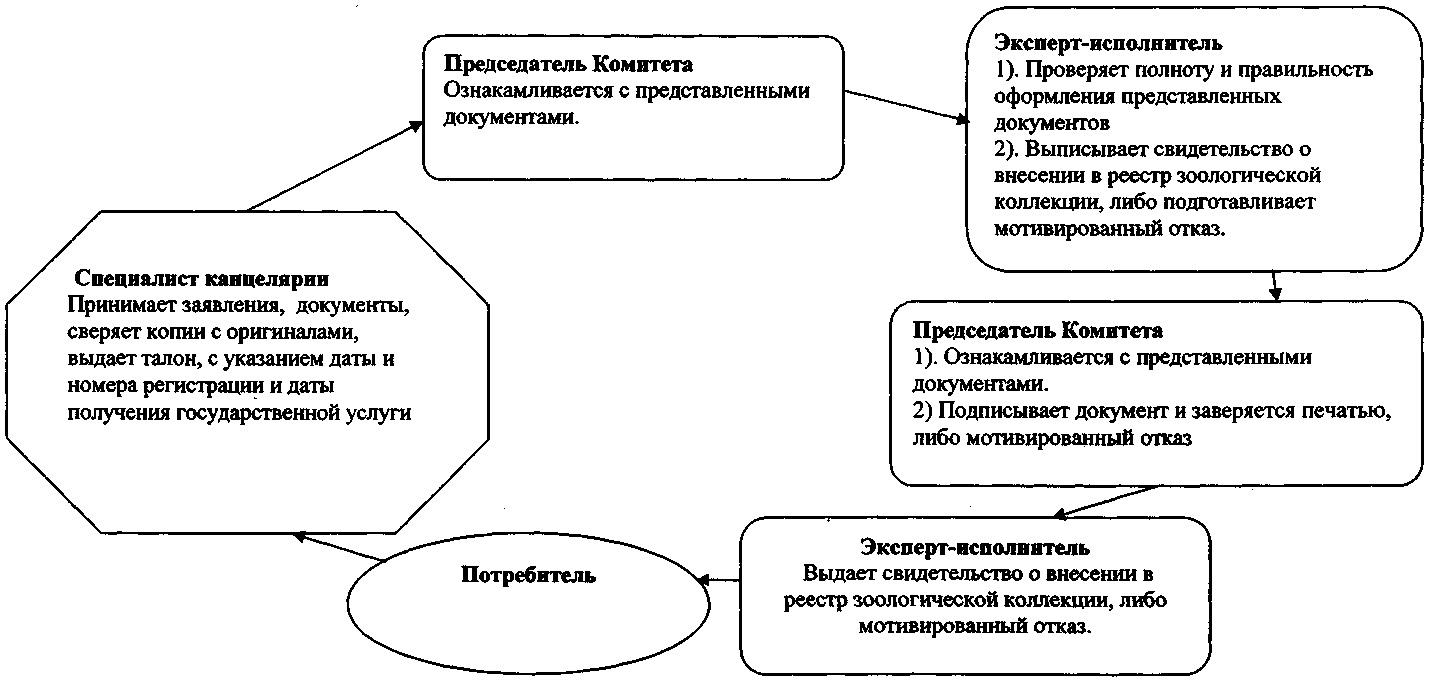 Председатель Комитета
Ознакамливается с представленными
документами.
Эксперт-исполнитель
1). Проверяет полноту и правильность
оформления представленных
документов
2). Выписывает свидетельство о
внесении в реестр зоологической
коллекции, либо подготавливает
мотивированный отказ.
Специалист канцелярии
Принимает заявления, документы,
сверяет копии с оригиналами,
выдает талон, с указанием даты и
номера регистрации и даты
получения государственной услуги
Председатель Комитета
1). Ознакамливается с представленными
документами.
2) Подписывает документ и заверяется печатью,
либо мотивированный отказ
Эксперт-исполнитель
Выдает свидетельство о внесении в
реестр зоологической коллекции, либо
мотивированный отказ.
Потребитель